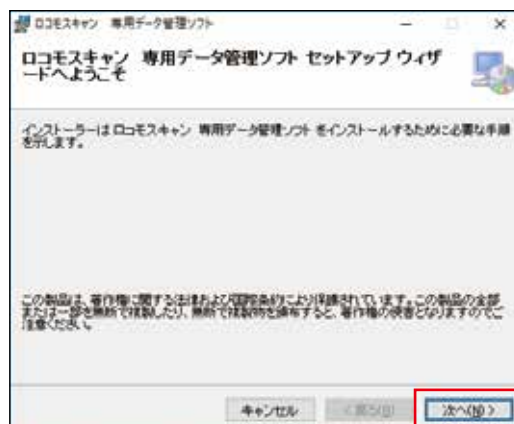 ロコモスキャン 専用データ管理ソフト
ロコモスキャン 専用データ管理ソフト セットアップ ウィザ
ードへようこそ
インストーラーは ロコモスキャン 専用データ管理ソフト をインストールするために必要な手順
を示します。
この製品は、著作権に関する法律および国際条約により保護されています。この製品の全部
または一部を無断で複製したり、無断で複製物を頒布すると、著作権の侵害となりますのでご
注意ください。
キャンセル
< 戻る(B)
次へ(N) >